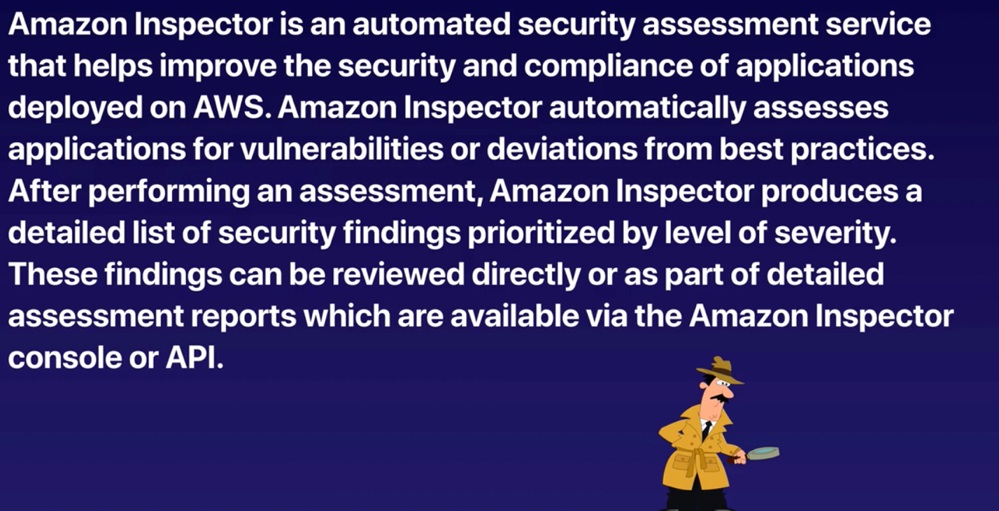 Amazon Inspector is an automated security assessment service
that helps improve the security and compliance of applications
deployed on AWS. Amazon Inspector automatically assesses
applications for vulnerabilities or deviations from best practices.
After performing an assessment, Amazon Inspector produces a
detailed list of security findings prioritized by level of severity.
These findings can be reviewed directly or as part of detailed
assessment reports which are available via the Amazon Inspector
console or API.